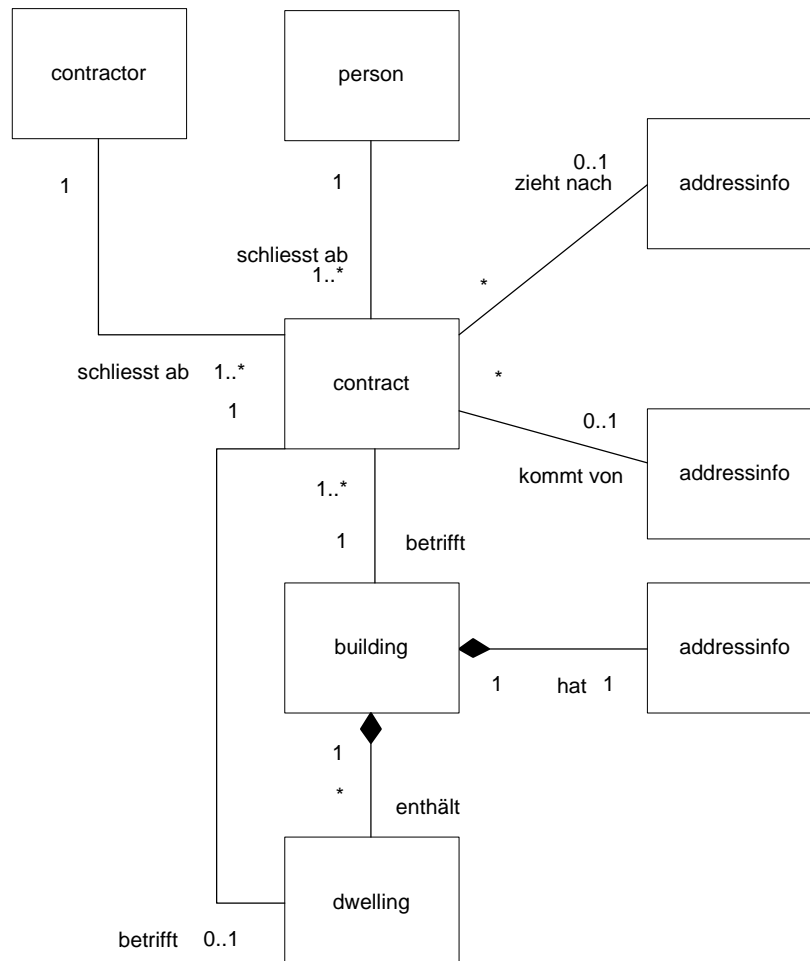 contractor
person
1
1
0..1
zieht nach
addressinfo
schliesst ab
1..*
*
schliesst ab 1..*
contract
*
1
0..1
kommt von
addressinfo
1..*
1
betrifft
building
1
hat 1
addressinfo
1
*
enthält
dwelling
betrifft 0..1